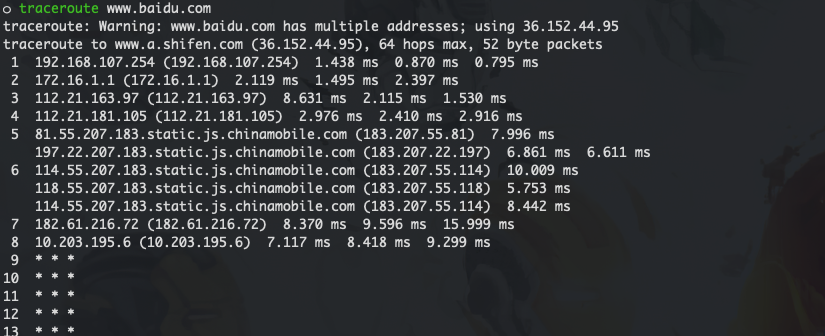 ○ traceroute www.baidu.com
traceroute: Warning: www.baidu.com has multiple addresses; using 36.152.44.95
traceroute to www.a.shifen.com (36.152.44.95), 64 hops max, 52 byte packets
 1  192.168.107.254 (192.168.107.254)  1.438 ms  0.870 ms  0.795 ms
 2  172.16.1.1 (172.16.1.1)  2.119 ms  1.495 ms  2.397 ms
 3  112.21.163.97 (112.21.163.97)  8.631 ms  2.115 ms  1.530 ms
 4  112.21.181.105 (112.21.181.105)  2.976 ms  2.410 ms  2.916 ms
 5  81.55.207.183.static.js.chinamobile.com (183.207.55.81)  7.996 ms
    197.22.207.183.static.js.chinamobile.com (183.207.22.197)  6.861 ms  6.611 ms
 6  114.55.207.183.static.js.chinamobile.com (183.207.55.114)  10.009 ms
    118.55.207.183.static.js.chinamobile.com (183.207.55.118)  5.753 ms
    114.55.207.183.static.js.chinamobile.com (183.207.55.114)  8.442 ms
 7  182.61.216.72 (182.61.216.72)  8.370 ms  9.596 ms  15.999 ms
 8  10.203.195.6 (10.203.195.6)  7.117 ms  8.418 ms  9.299 ms
 9  * * *
10  * * *
11  * * *
12  * * *
13  * * *